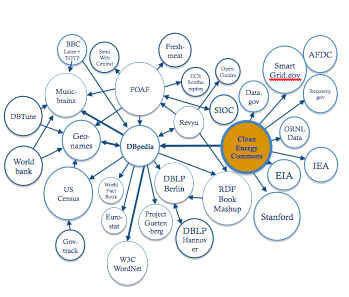 BBC
Later +
TOTP
Semi
Web
Central
Fresh-
meat
Open-
Guides
Smart
Grid.gov
AFDC
Music-
brainz
FOAF
ECS
Southa
mpton
Data.
gov
Recovery.
gov
DBTune
SIOC
Revyu
ORNL
Data
Geo-
names
DBpedia
Clean
Energy
Commons
World
bank
IEA
EIA
US
Census
World
Fact
Book
DBLP
Berlin
RDF
Book
Mashup
Euro-
stat
Project
Gueten
-berg
Stanford
Gov-
track
DBLP
Hannov
er
W3C
WordNet